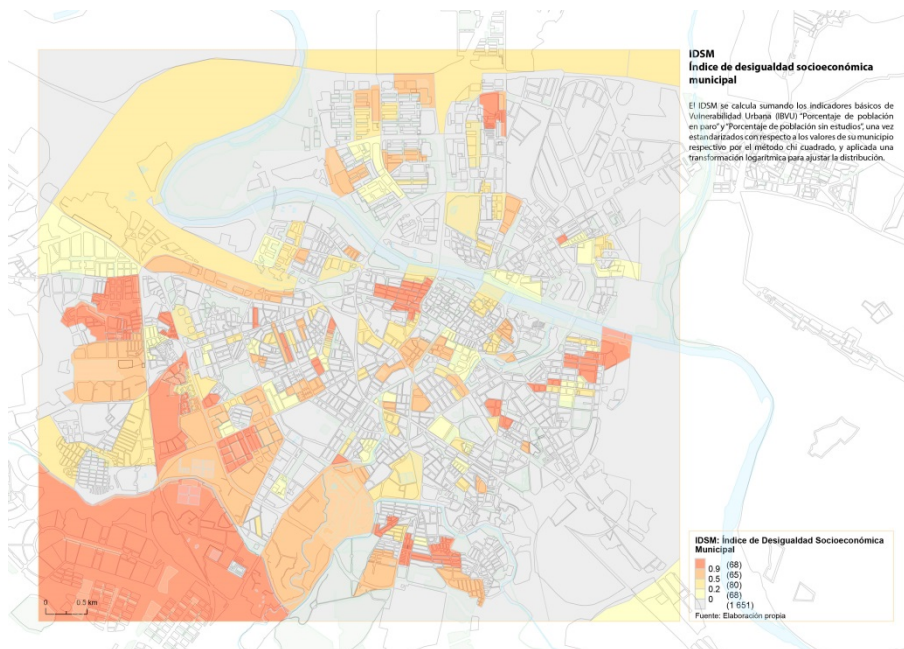 IDSM
Índice de desigualdad socioeconómica
municipal
El IDSM se calcula sumando los indicadores básicos de
Vulnerabilidad Urbana (IBVU) "Porcentaje de población
en paro" y "Porcentaje de población sin estudios", una vez
estandarizados con respecto a los valores de su municipio
respectivo por el método chi cuadrado, y aplicada una
transformación logarítmica para ajustar la distribución.
IDSM: Índice de Desigualdad Socioeconómica
Municipal
0.9 (68)
0.5 (65)
0.2 (80)
0 (68)
(1 651)
Fuente: Elaboración propia
0 0.5 km